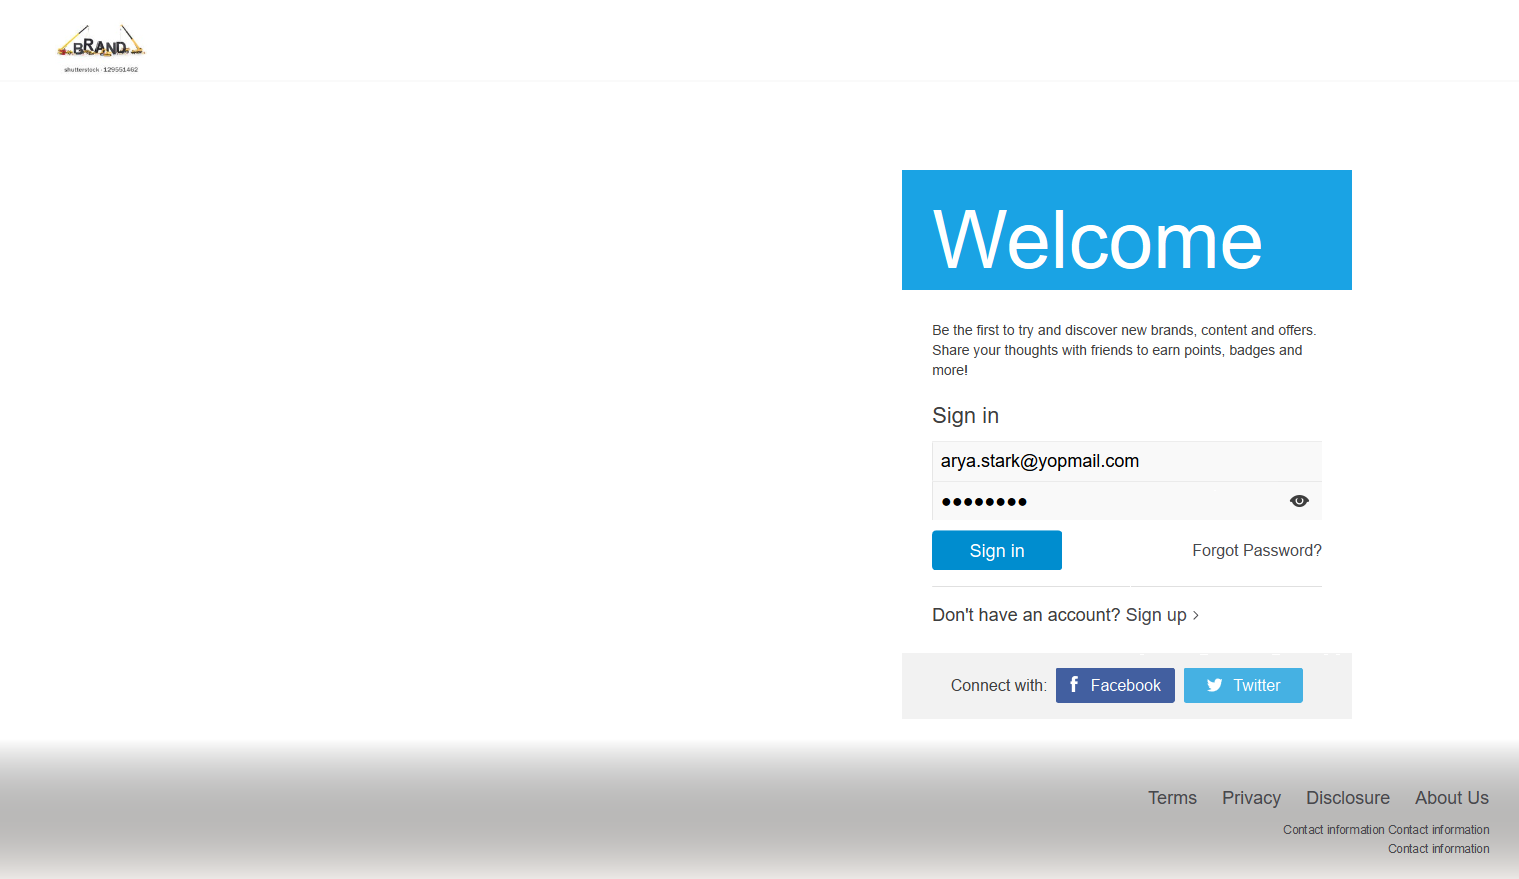 BRAND
shutterstock · 129551462
Welcome
Be the first to try and discover new brands, content and offers.
Share your thoughts with friends to earn points, badges and
more!
Sign in
arya.stark@yopmail.com
●●●●●●●●
Sign in
Forgot Password?
Don't have an account? Sign up >
Connect with:
f Facebook
Twitter
Terms Privacy Disclosure About Us
Contact information Contact information
Contact information